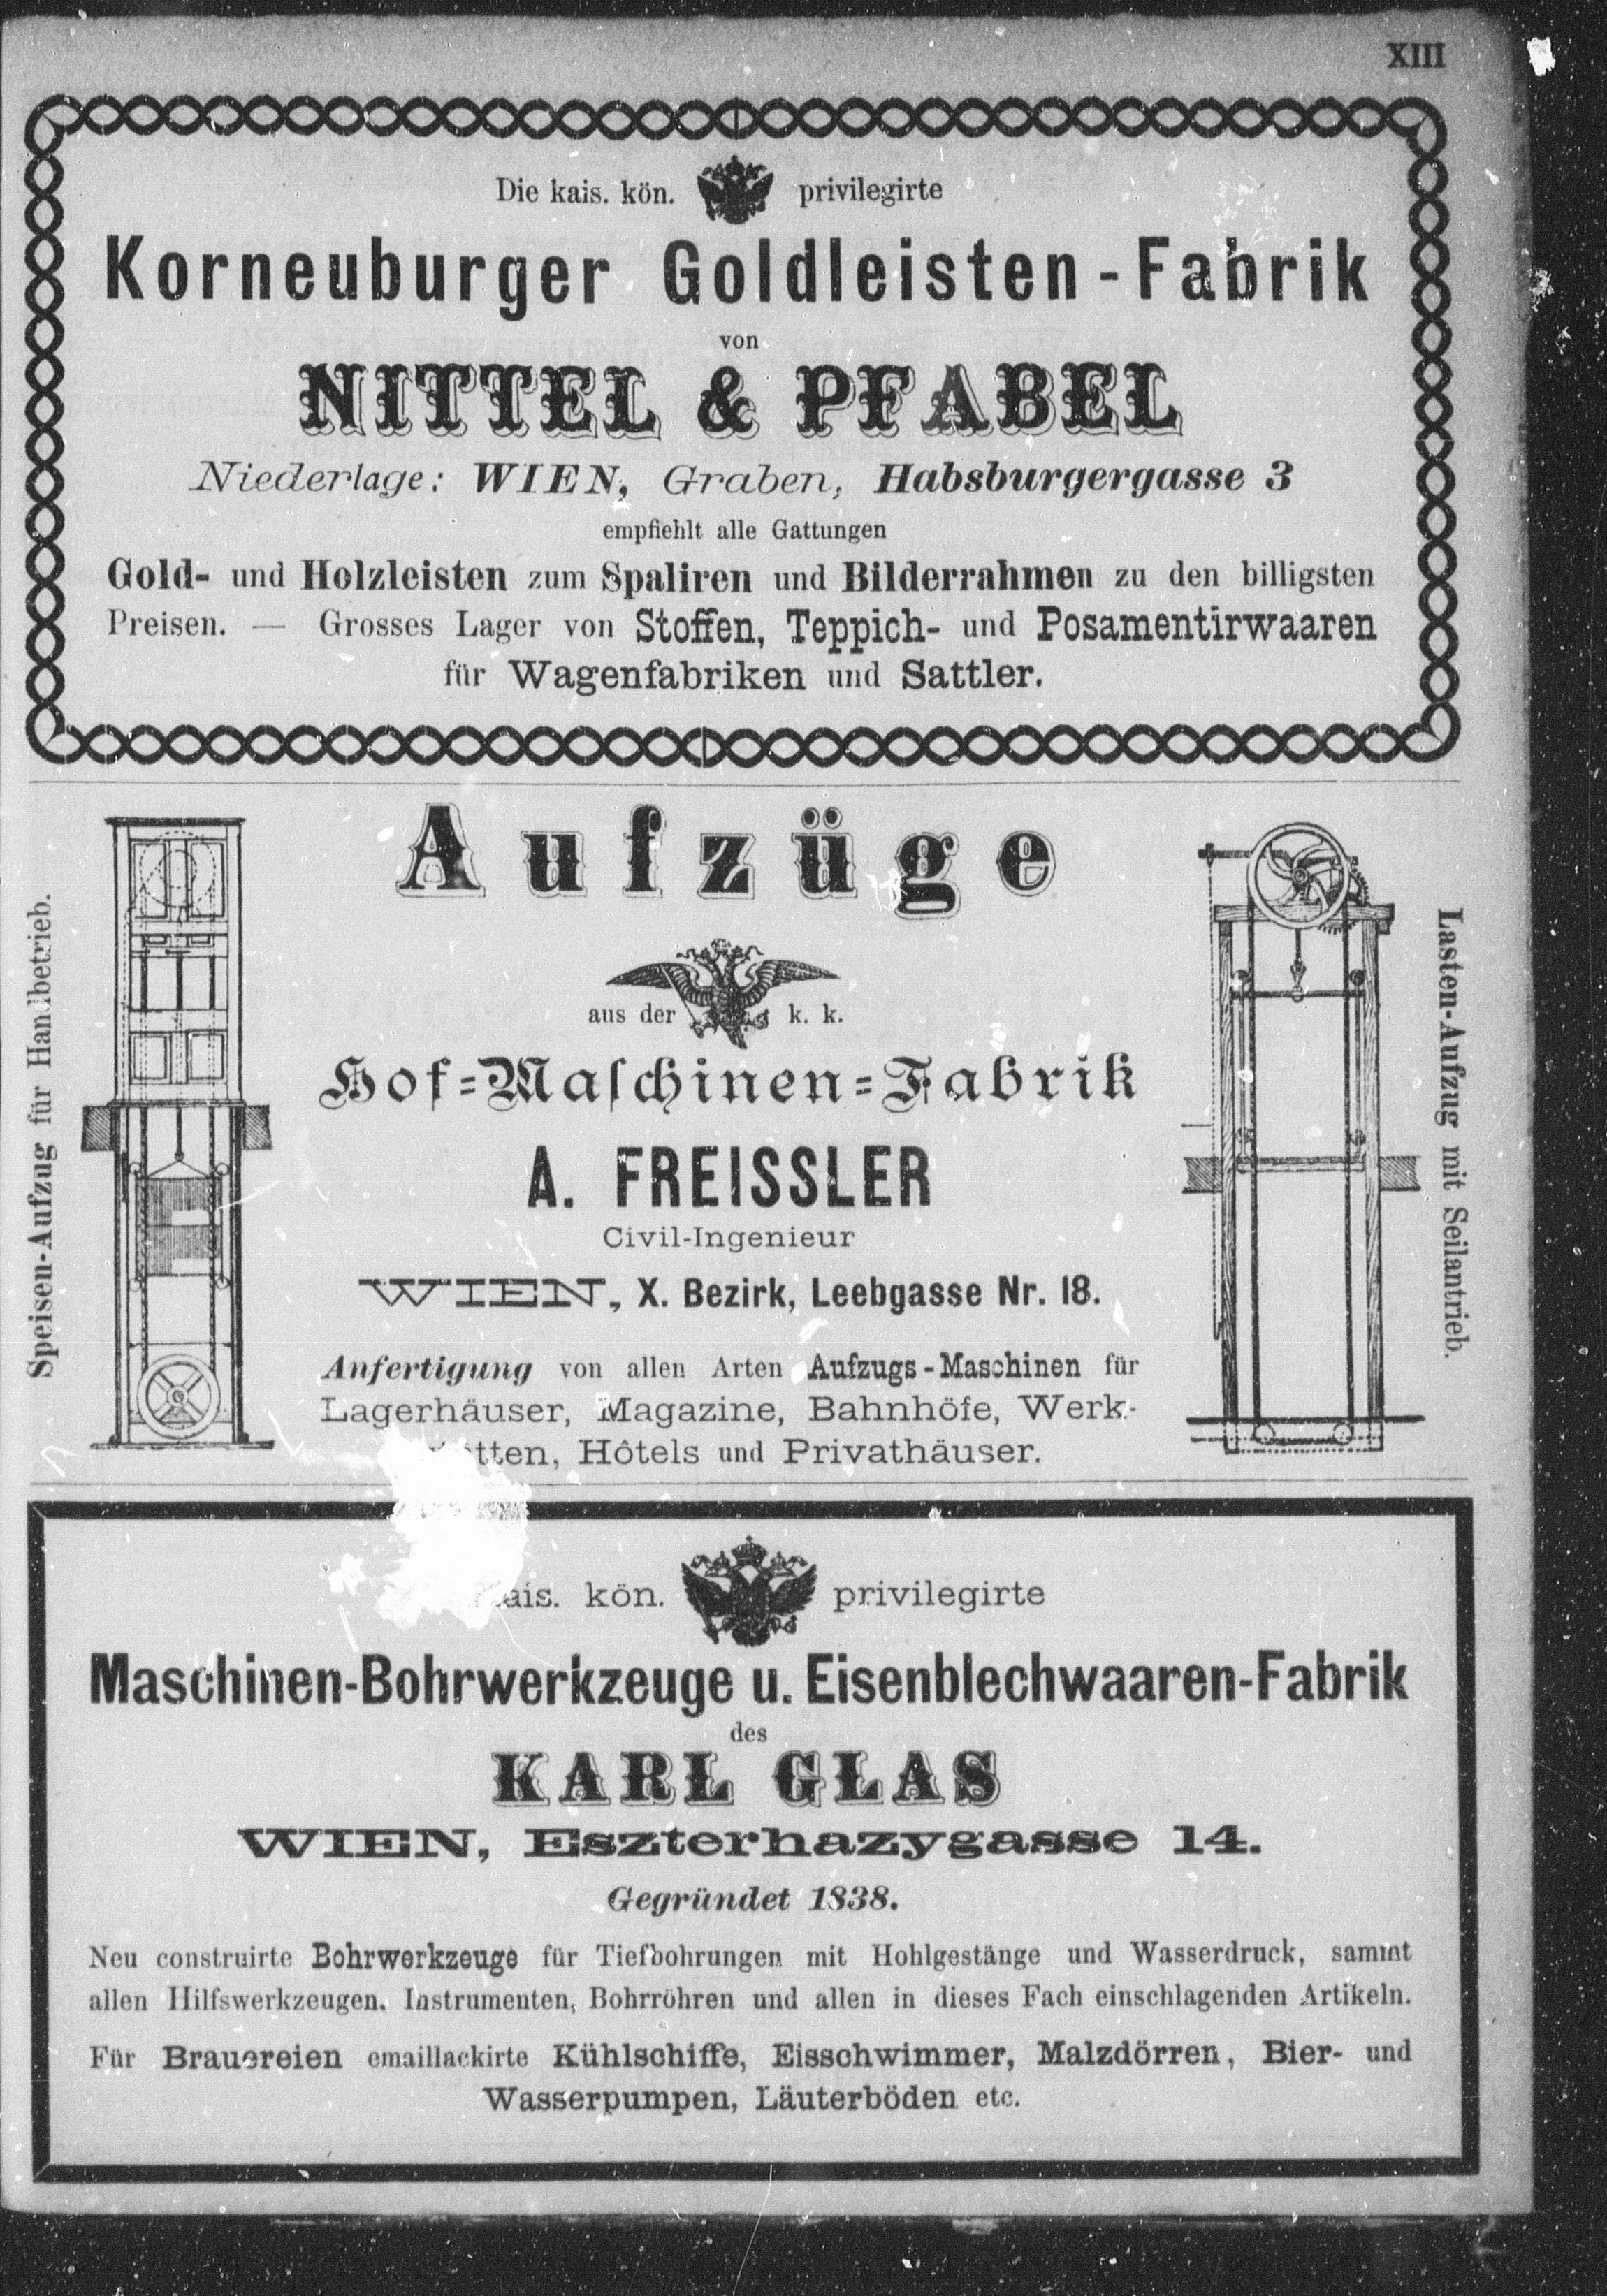 XIII
Die kais. kön. privilegirte
Korneuburger Goldleisten-Fabrik
von
NITTEL & PFABEL
Niederlage: WIEN, Graben, Habsburgergasse 3
empfiehlt alle Gattungen
Gold- und Holzleisten zum Spaliren und Bilderrahmen zu den billigsten
Preisen. — Grosses Lager von Stoffen, Teppich- und Posamentirwaaren
für Wagenfabriken und Sattler.
Speisen-Aufzug für Handbetrieb.
Aufzüge
aus der k. k.
Hof-Maschinen-Fabrik
A. FREISSLER
Civil-Ingenieur
WIEN, X. Bezirk, Leebgasse Nr. 18.
Anfertigung von allen Arten Aufzugs-Maschinen für
Lagerhäuser, Magazine, Bahnhöfe, Werk-
tten, Hôtels und Privathäuser.
Lasten-Aufzug mit Seilantrieb.
kais. kön. privilegirte
Maschinen-Bohrwerkzeuge u. Eisenblechwaaren-Fabrik
des
KARL GLAS
WIEN, Eszterhazygasse 14.
Gegründet 1838.
Neu construirte Bohrwerkzeuge für Tiefbohrungen mit Hohlgestänge und Wasserdruck, sammt
allen Hilfswerkzeugen, Instrumenten, Bohrröhren und allen in dieses Fach einschlagenden Artikeln.
Für Brauereien emaillackirte Kühlschiffe, Eisschwimmer, Malzdörren, Bier- und
Wasserpumpen, Läuterböden etc.